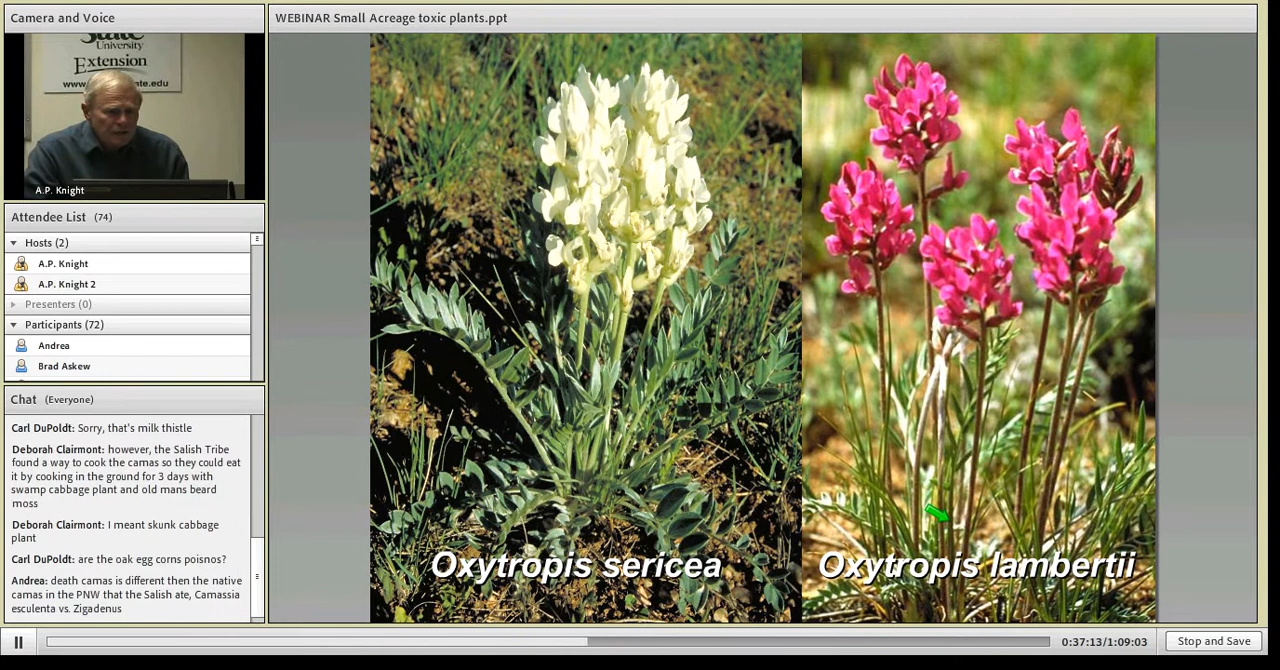 Camera and Voice
State
University
Extension
A.P. Knight
Attendee List (74)
Hosts (2)
A.P. Knight
A.P. Knight 2
Presenters (0)
Participants (72)
Andrea
Brad Askew
Chat (Everyone)
Carl DuPoldt: Sorry, that's milk thistle
Deborah Clairmont: however, the Salish Tribe
found a way to cook the camas so they could eat
it by cooking in the ground for 3 days with
swamp cabbage plant and old mans beard
moss
Deborah Clairmont: I meant skunk cabbage
plant
Carl DuPoldt: are the oak egg corns poisnos?
Andrea: death camas is different then the native
camas in the PNW that the Salish ate, Camassia
esculenta vs. Zigadenus
WEBINAR Small Acreage toxic plants.ppt
Oxytropis sericea
Oxytropis lambertii
0:37:13/1:09:03
Stop and Save